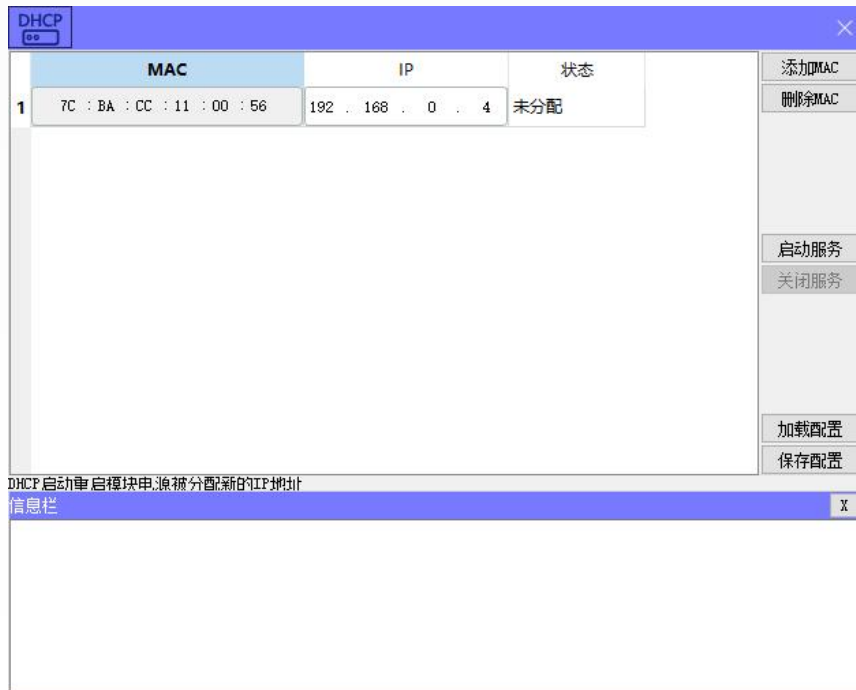 DHCP
MAC IP 状态
1 7C : BA : CC : 11 : 00 : 56 192 . 168 . 0 . 4 未分配
添加MAC
删除MAC
启动服务
关闭服务
加载配置
保存配置
DHCP启动重启模块电源被分配新的IP地址
信息栏 X